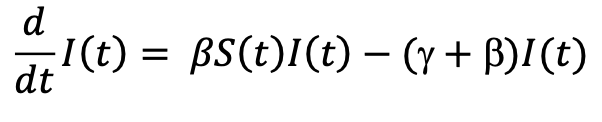 d/dt I(t) = βS(t)I(t) − (γ + β)I(t)